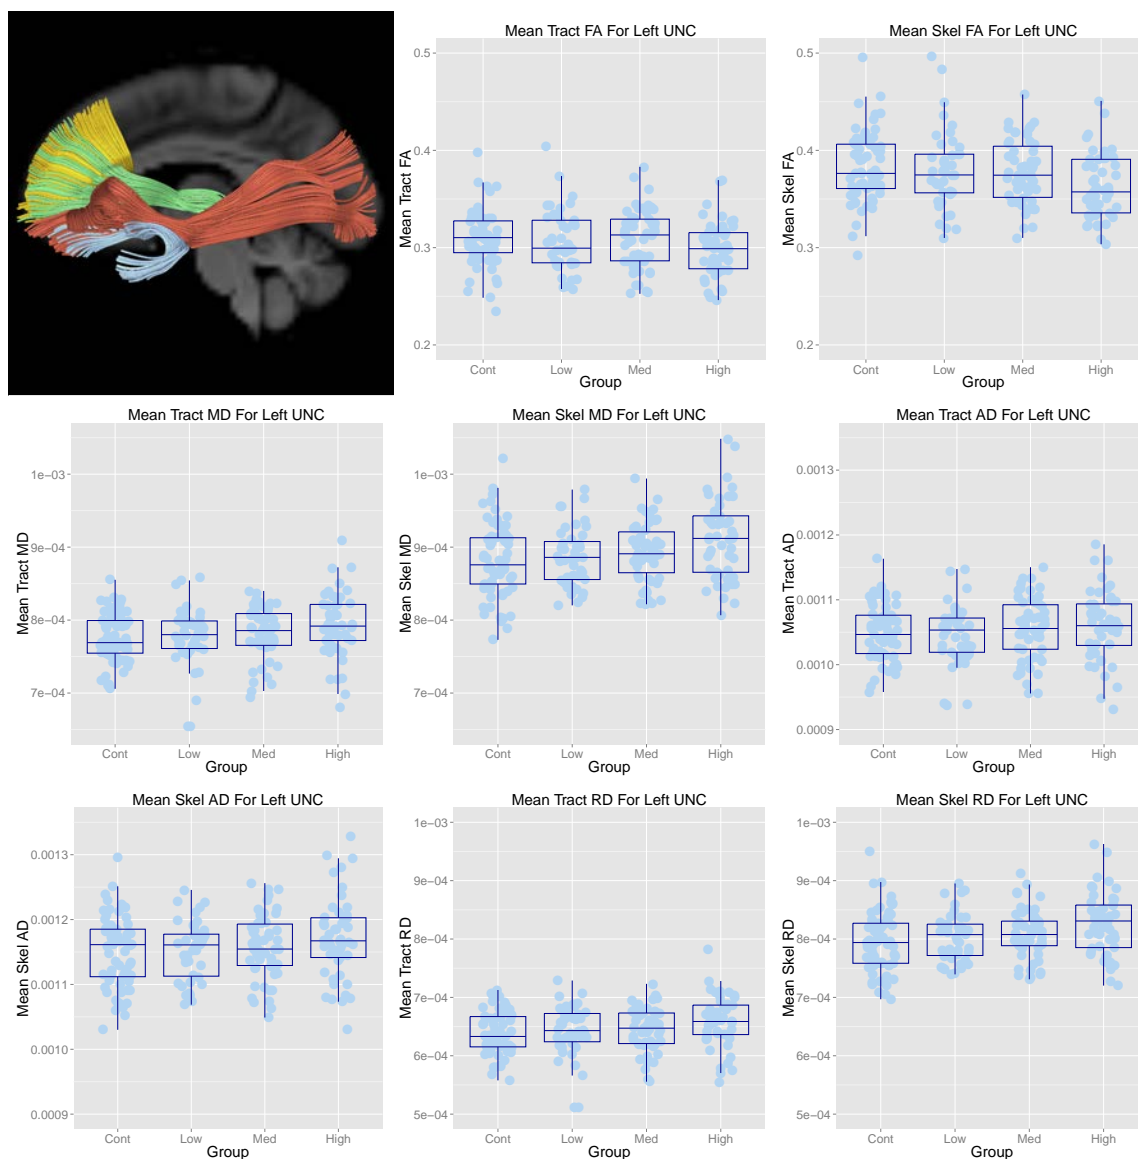 Mean Tract FA For Left UNC
Mean Tract FA
0.5
0.4
0.3
0.2
Cont Low Med High
Group
Mean Skel FA For Left UNC
Mean Skel FA
0.5
0.4
0.3
0.2
Cont Low Med High
Group
Mean Tract MD For Left UNC
Mean Tract MD
1e−03
9e−04
8e−04
7e−04
Cont Low Med High
Group
Mean Skel MD For Left UNC
Mean Skel MD
1e−03
9e−04
8e−04
7e−04
Cont Low Med High
Group
Mean Tract AD For Left UNC
Mean Tract AD
0.0013
0.0012
0.0011
0.0010
0.0009
Cont Low Med High
Group
Mean Skel AD For Left UNC
Mean Skel AD
0.0013
0.0012
0.0011
0.0010
0.0009
Cont Low Med High
Group
Mean Tract RD For Left UNC
Mean Tract RD
1e−03
9e−04
8e−04
7e−04
6e−04
5e−04
Cont Low Med High
Group
Mean Skel RD For Left UNC
Mean Skel RD
1e−03
9e−04
8e−04
7e−04
6e−04
5e−04
Cont Low Med High
Group